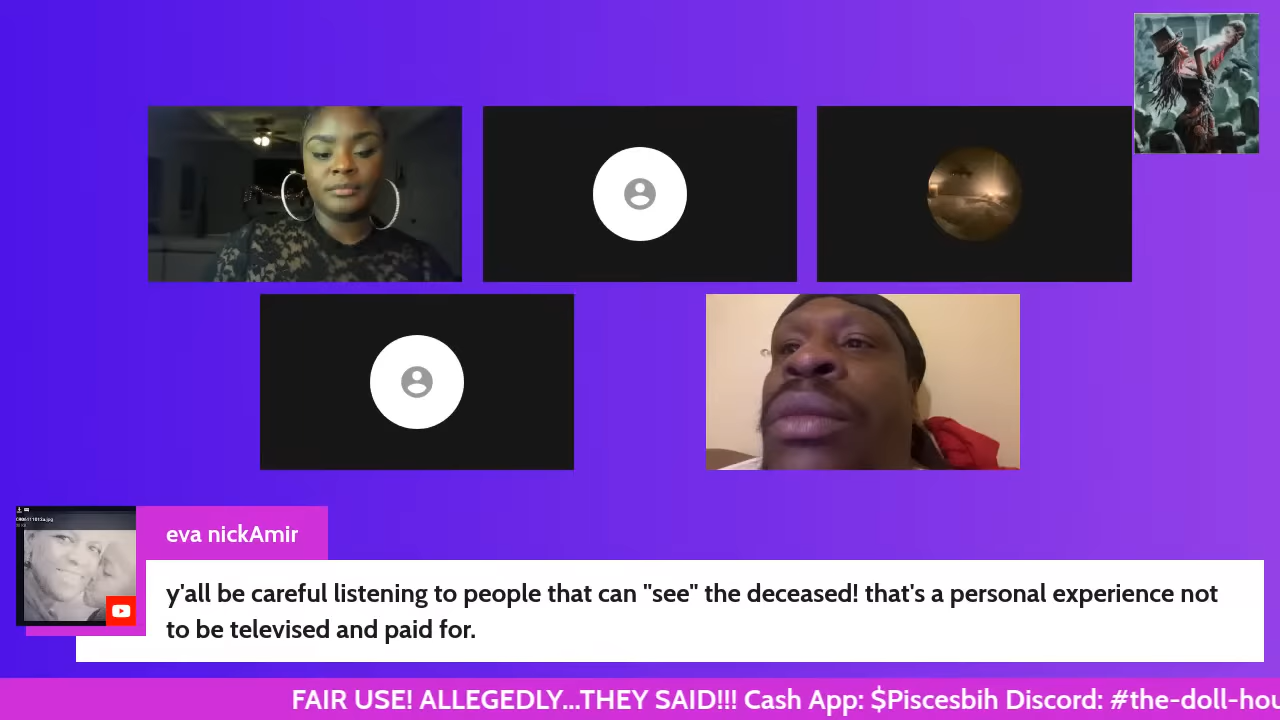 eva nickAmir
y'all be careful listening to people that can "see" the deceased! that's a personal experience not
to be televised and paid for.
FAIR USE! ALLEGEDLY...THEY SAID!!! Cash App: $Piscesbih Discord: #the-doll-hou